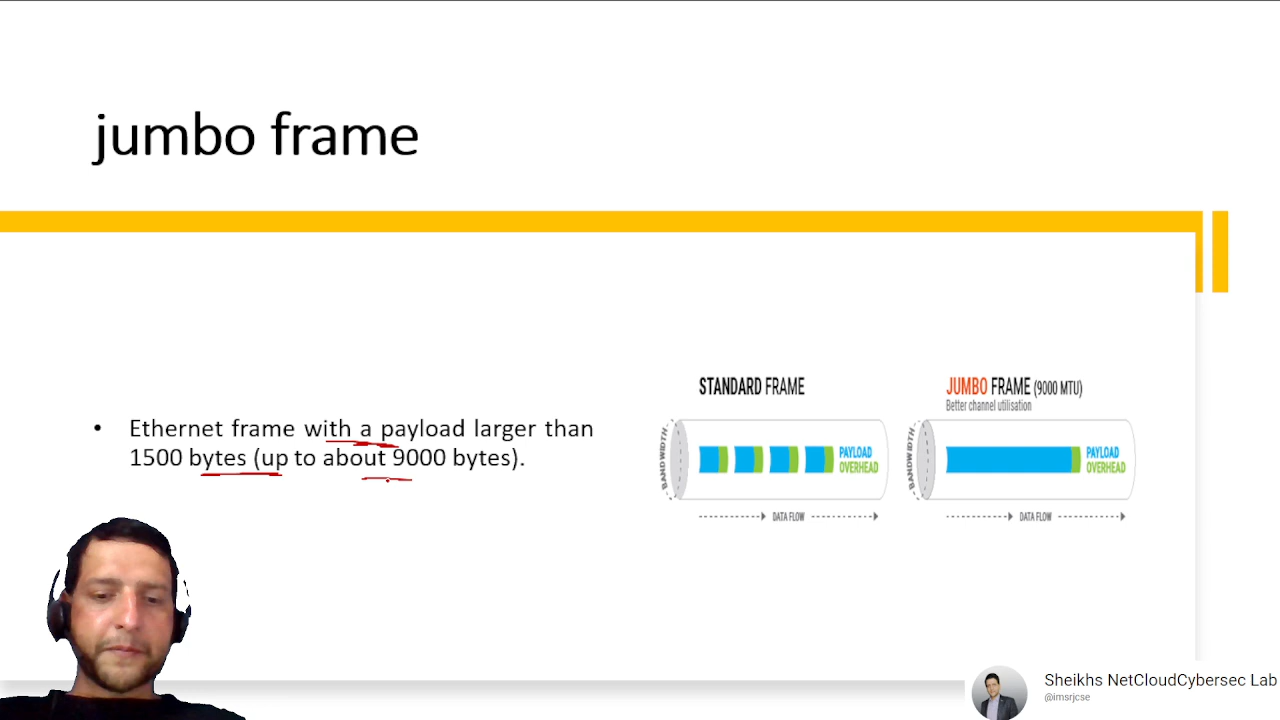 jumbo frame
• Ethernet frame with a payload larger than
1500 bytes (up to about 9000 bytes).
STANDARD FRAME
BANDWIDTH
PAYLOAD
OVERHEAD
DATA FLOW
JUMBO FRAME (9000 MTU)
Better channel utilisation
BANDWIDTH
PAYLOAD
OVERHEAD
DATA FLOW
Sheikhs NetCloudCybersec Lab
@imsrjcse